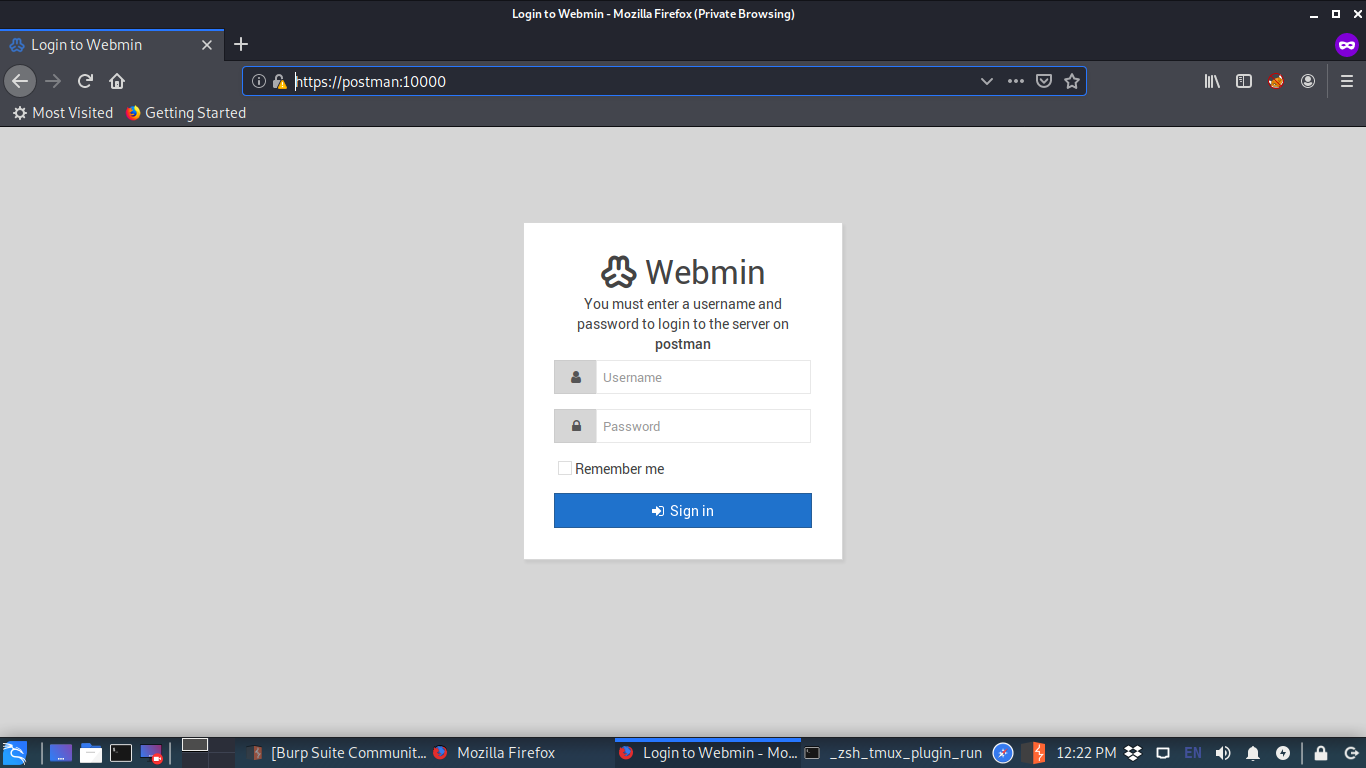 Login to Webmin - Mozilla Firefox (Private Browsing)
Login to Webmin
https://postman:10000
Most Visited
Getting Started
Webmin
You must enter a username and
password to login to the server on
postman
Username
Password
Remember me
Sign in
[Burp Suite Communit... Mozilla Firefox Login to Webmin - Mo... _zsh_tmux_plugin_run 12:22 PM EN